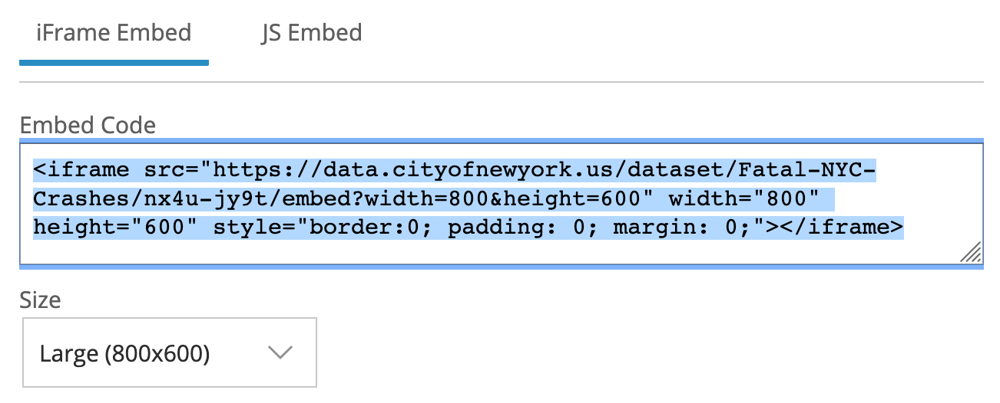 iFrame Embed JS Embed
Embed Code
<iframe src="https://data.cityofnewyork.us/dataset/Fatal-NYC-
Crashes/nx4u-jy9t/embed?width=800&height=600" width="800"
height="600" style="border:0; padding: 0; margin: 0;"></iframe>
Size
Large (800x600)